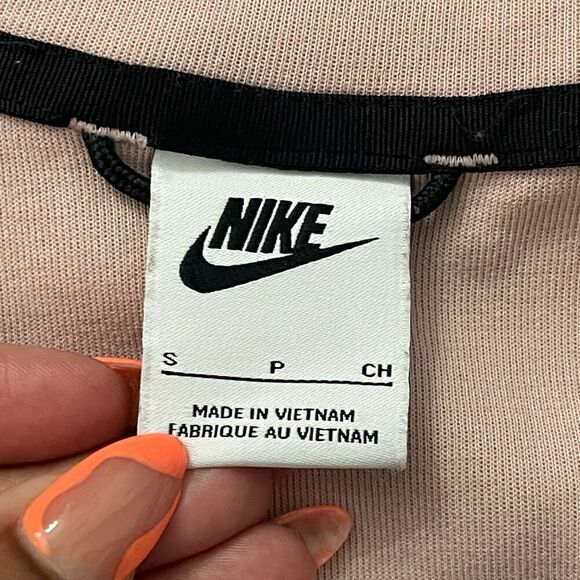 NIKE
S P CH
MADE IN VIETNAM
FABRIQUE AU VIETNAM